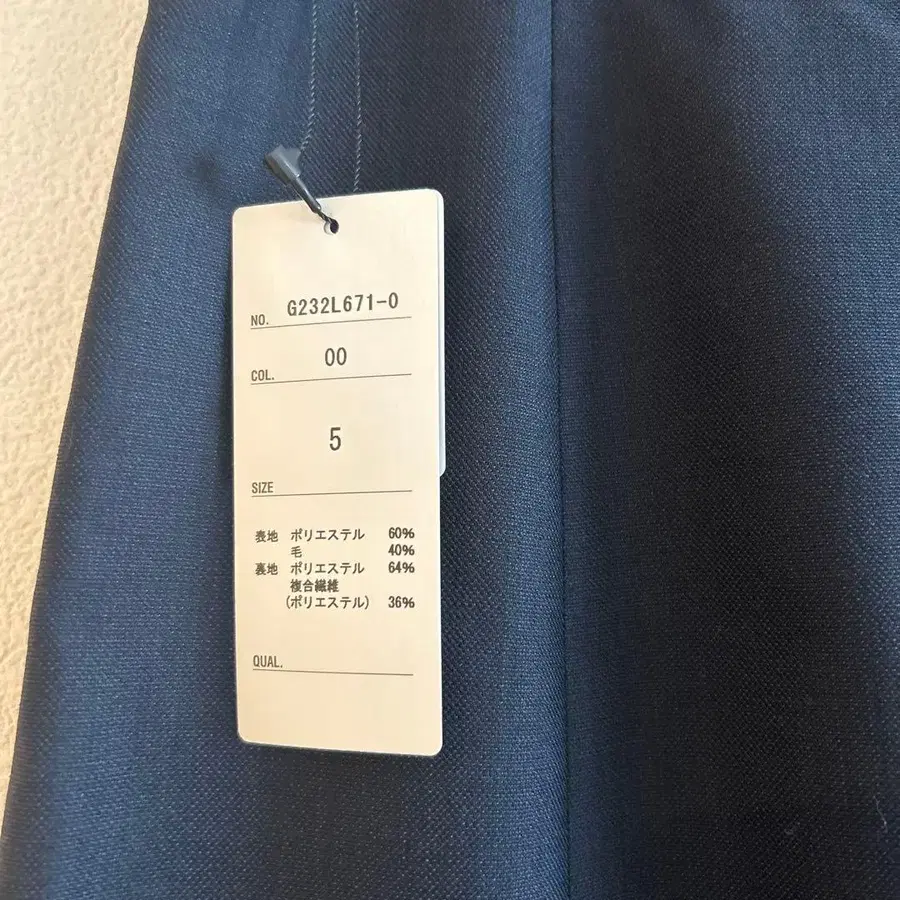 NO. G232L671-0
COL. 00
5
SIZE
表地 ポリエステル 60%
毛 40%
裏地 ポリエステル 64%
複合繊維
(ポリエステル) 36%
QUAL.